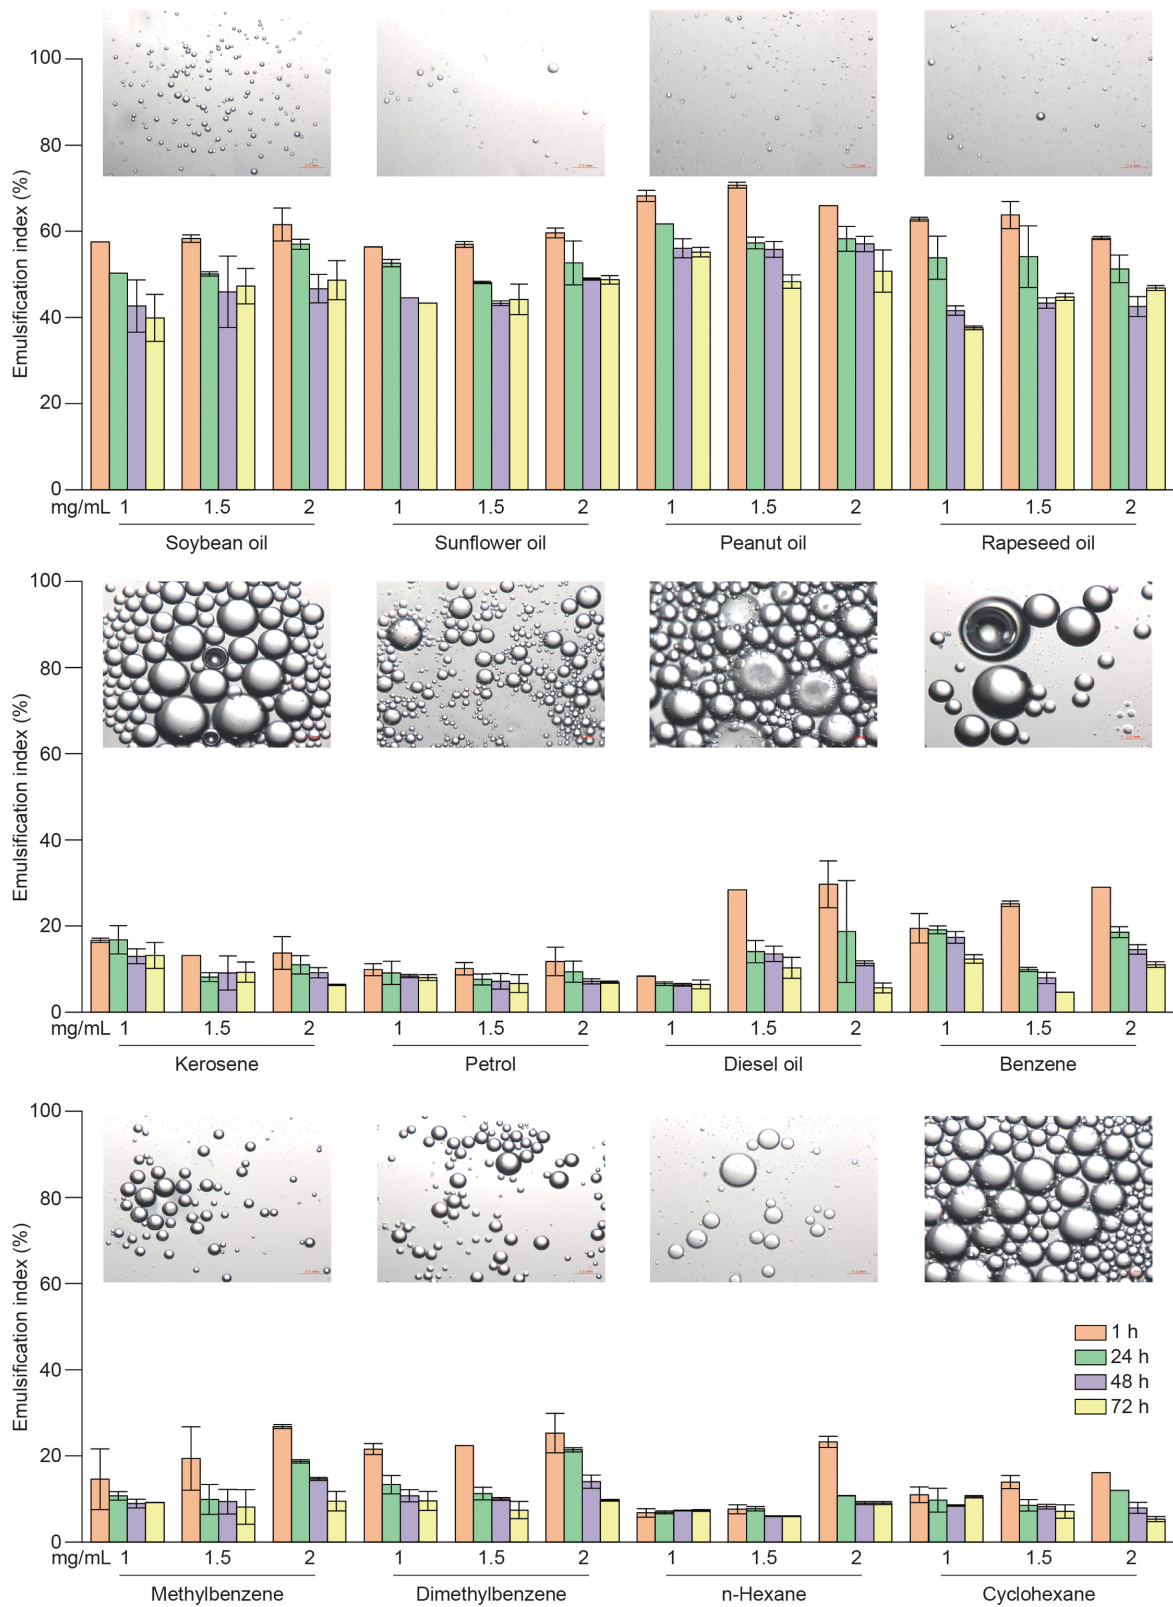 100
80
60
40
20
0
Emulsification index (%)
mg/mL 1 1.5 2 1 1.5 2 1 1.5 2 1 1.5 2
Soybean oil Sunflower oil Peanut oil Rapeseed oil
100
80
60
40
20
0
Emulsification index (%)
mg/mL 1 1.5 2 1 1.5 2 1 1.5 2 1 1.5 2
Kerosene Petrol Diesel oil Benzene
100
80
60
40
20
0
Emulsification index (%)
1 h
24 h
48 h
72 h
mg/mL 1 1.5 2 1 1.5 2 1 1.5 2 1 1.5 2
Methylbenzene Dimethylbenzene n-Hexane Cyclohexane